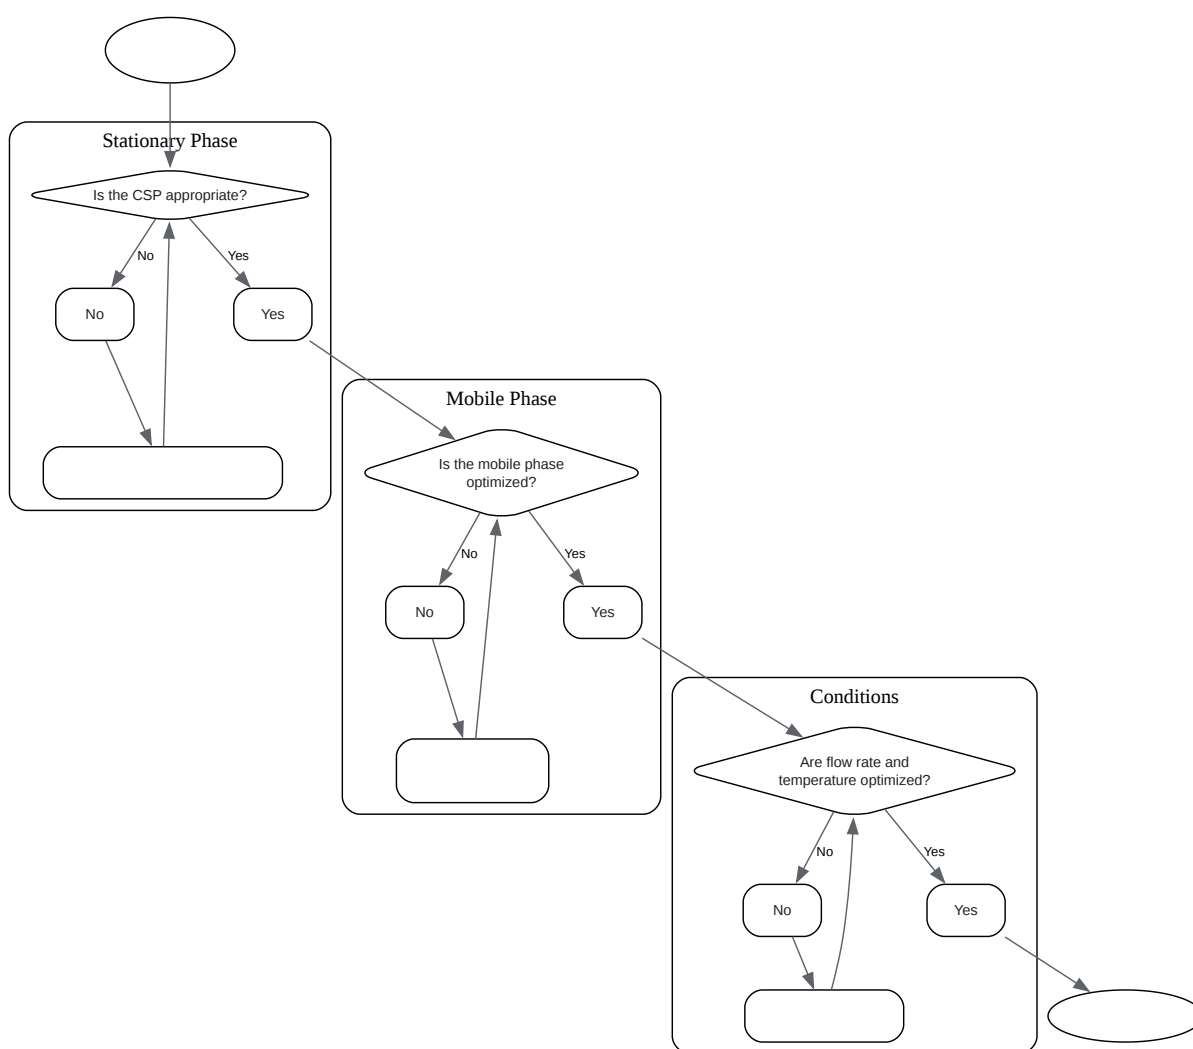 Stationary Phase
Is the CSP appropriate?
No
Yes
No
Yes
Mobile Phase
Is the mobile phase
optimized?
No
Yes
No
Yes
Conditions
Are flow rate and
temperature optimized?
No
Yes
No
Yes